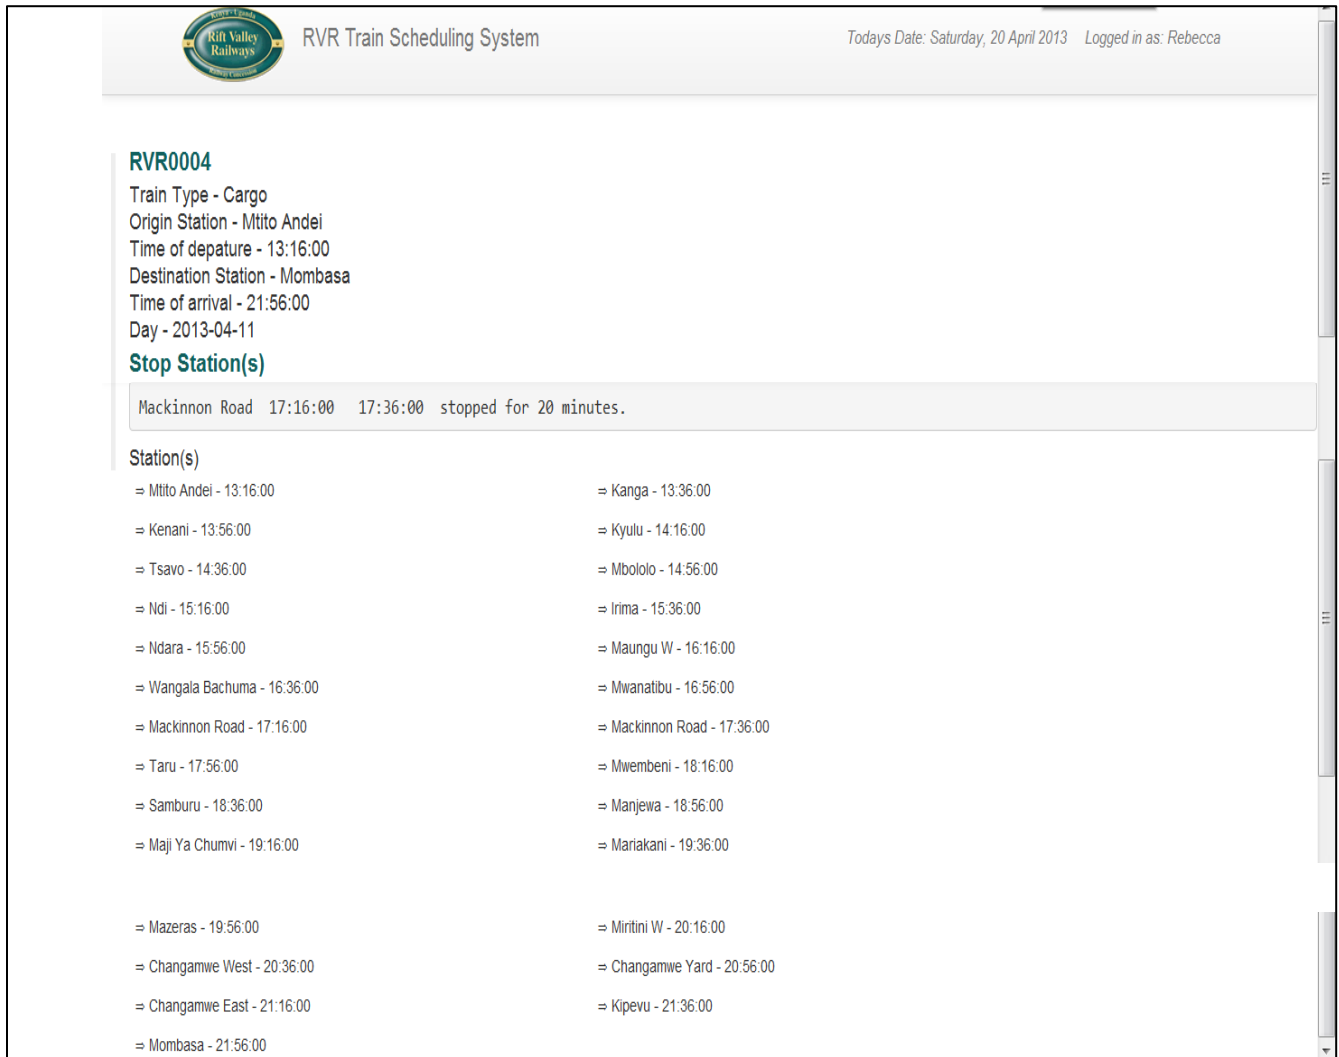 Kenya - Uganda
Rift Valley
Railways
Railway Concession
RVR Train Scheduling System
Todays Date: Saturday, 20 April 2013 Logged in as: Rebecca
RVR0004
Train Type - Cargo
Origin Station - Mtito Andei
Time of depature - 13:16:00
Destination Station - Mombasa
Time of arrival - 21:56:00
Day - 2013-04-11
Stop Station(s)
Mackinnon Road 17:16:00 17:36:00 stopped for 20 minutes.
Station(s)
⇒ Mtito Andei - 13:16:00 ⇒ Kanga - 13:36:00
⇒ Kenani - 13:56:00 ⇒ Kyulu - 14:16:00
⇒ Tsavo - 14:36:00 ⇒ Mbololo - 14:56:00
⇒ Ndi - 15:16:00 ⇒ Irima - 15:36:00
⇒ Ndara - 15:56:00 ⇒ Maungu W - 16:16:00
⇒ Wangala Bachuma - 16:36:00 ⇒ Mwanatibu - 16:56:00
⇒ Mackinnon Road - 17:16:00 ⇒ Mackinnon Road - 17:36:00
⇒ Taru - 17:56:00 ⇒ Mwembeni - 18:16:00
⇒ Samburu - 18:36:00 ⇒ Manjewa - 18:56:00
⇒ Maji Ya Chumvi - 19:16:00 ⇒ Mariakani - 19:36:00
⇒ Mazeras - 19:56:00 ⇒ Miritini W - 20:16:00
⇒ Changamwe West - 20:36:00 ⇒ Changamwe Yard - 20:56:00
⇒ Changamwe East - 21:16:00 ⇒ Kipevu - 21:36:00
⇒ Mombasa - 21:56:00